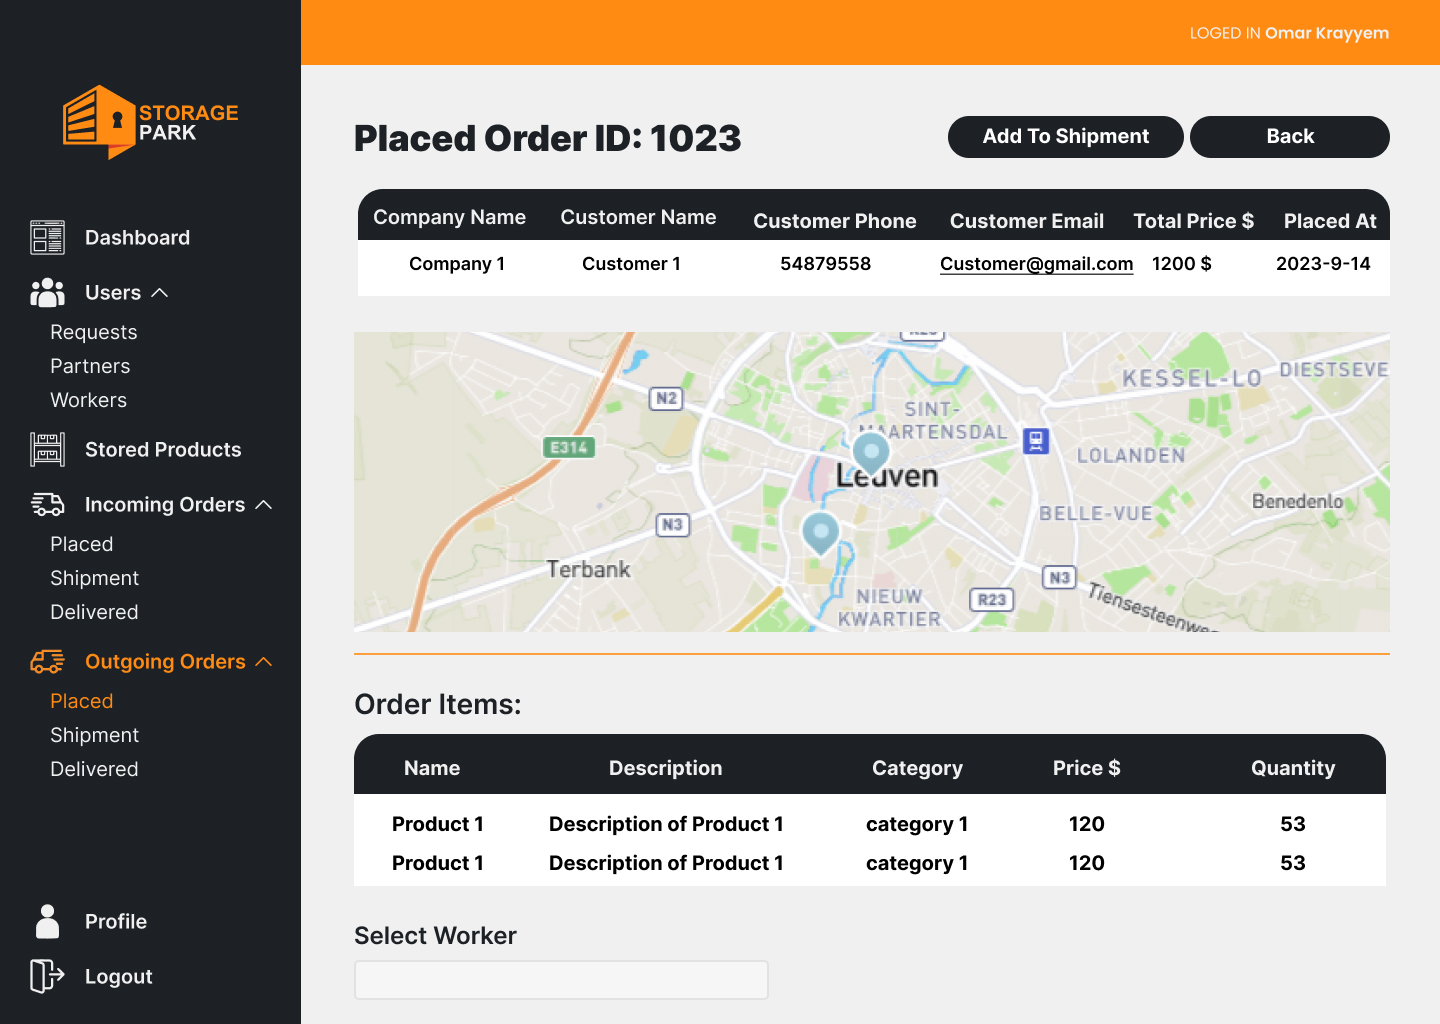 LOGED IN Omar Krayyem
STORAGE
PARK
Dashboard
Users
Requests
Partners
Workers
Stored Products
Incoming Orders
Placed
Shipment
Delivered
Outgoing Orders
Placed
Shipment
Delivered
Profile
Logout
Placed Order ID: 1023
Add To Shipment
Back
Company Name Customer Name Customer Phone Customer Email Total Price $ Placed At
Company 1 Customer 1 54879558 Customer@gmail.com 1200 $ 2023-9-14
KESSEL-LO
DIESTSEVE
N2
SINT-
MAARTENSDAL
E314
LOLANDEN
Leuven
Benedenlo
BELLE-VUE
N3
Terbank
N3
NIEUW
KWARTIER
R23
Tiensesteenweg
Order Items:
Name Description Category Price $ Quantity
Product 1 Description of Product 1 category 1 120 53
Product 1 Description of Product 1 category 1 120 53
Select Worker